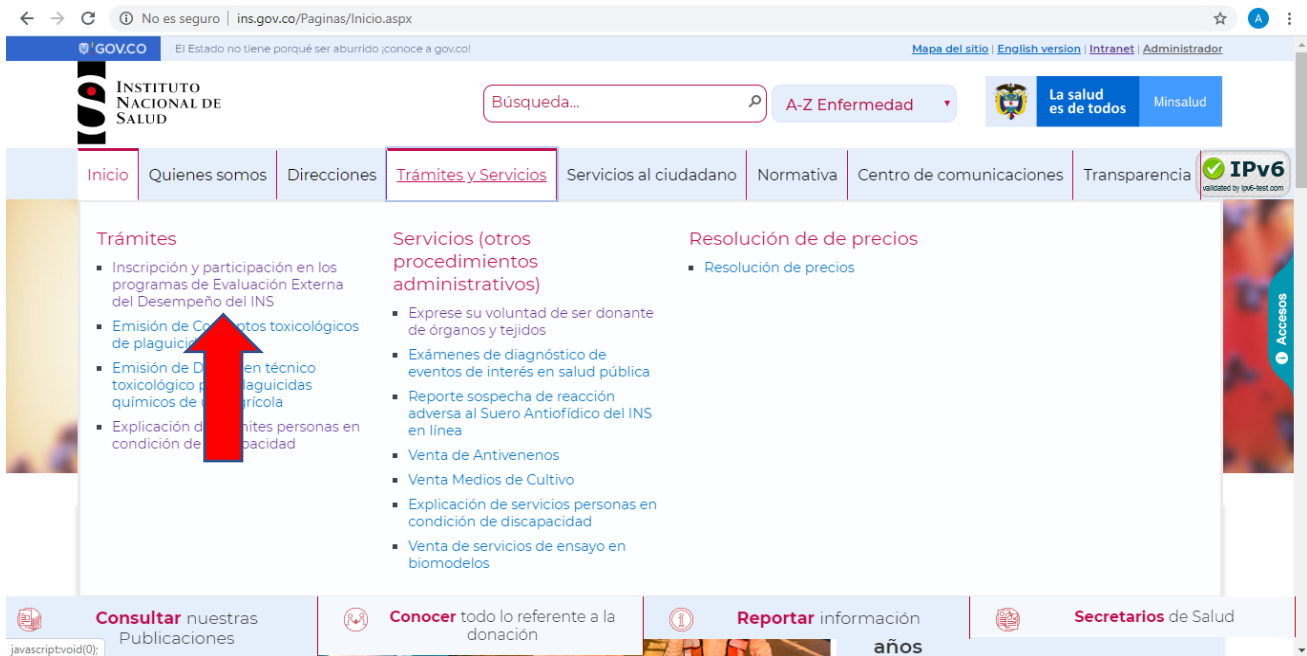 No es seguro | ins.gov.co/Paginas/Inicio.aspx
A
GOV.CO
El Estado no tiene porqué ser aburrido ¡conoce a gov.co!
Mapa del sitio | English version | Intranet | Administrador
INSTITUTO
NACIONAL DE
SALUD
Búsqueda...
A-Z Enfermedad
La salud
es de todos
Minsalud
Inicio
Quienes somos
Direcciones
Trámites y Servicios
Servicios al ciudadano
Normativa
Centro de comunicaciones
Transparencia
IPv6
validated by ipv6-test.com
Trámites
Inscripción y participación en los
programas de Evaluación Externa
del Desempeño del INS
Emisión de toxicológicos
de
Emisión de técnico
toxicológico
químicos de
Explicación personas en
condición de
Servicios (otros
procedimientos
administrativos)
Exprese su voluntad de ser donante
de órganos y tejidos
Exámenes de diagnóstico de
eventos de interés en salud pública
Reporte sospecha de reacción
adversa al Suero Antiofídico del INS
en línea
Venta de Antivenenos
Venta Medios de Cultivo
Explicación de servicios personas en
condición de discapacidad
Venta de servicios de ensayo en
biomodelos
Resolución de de precios
Resolución de precios
Accesos
Consultar nuestras
Publicaciones
Conocer todo lo referente a la
donación
Reportar información
Secretarios de Salud
años
javascript:void(0);